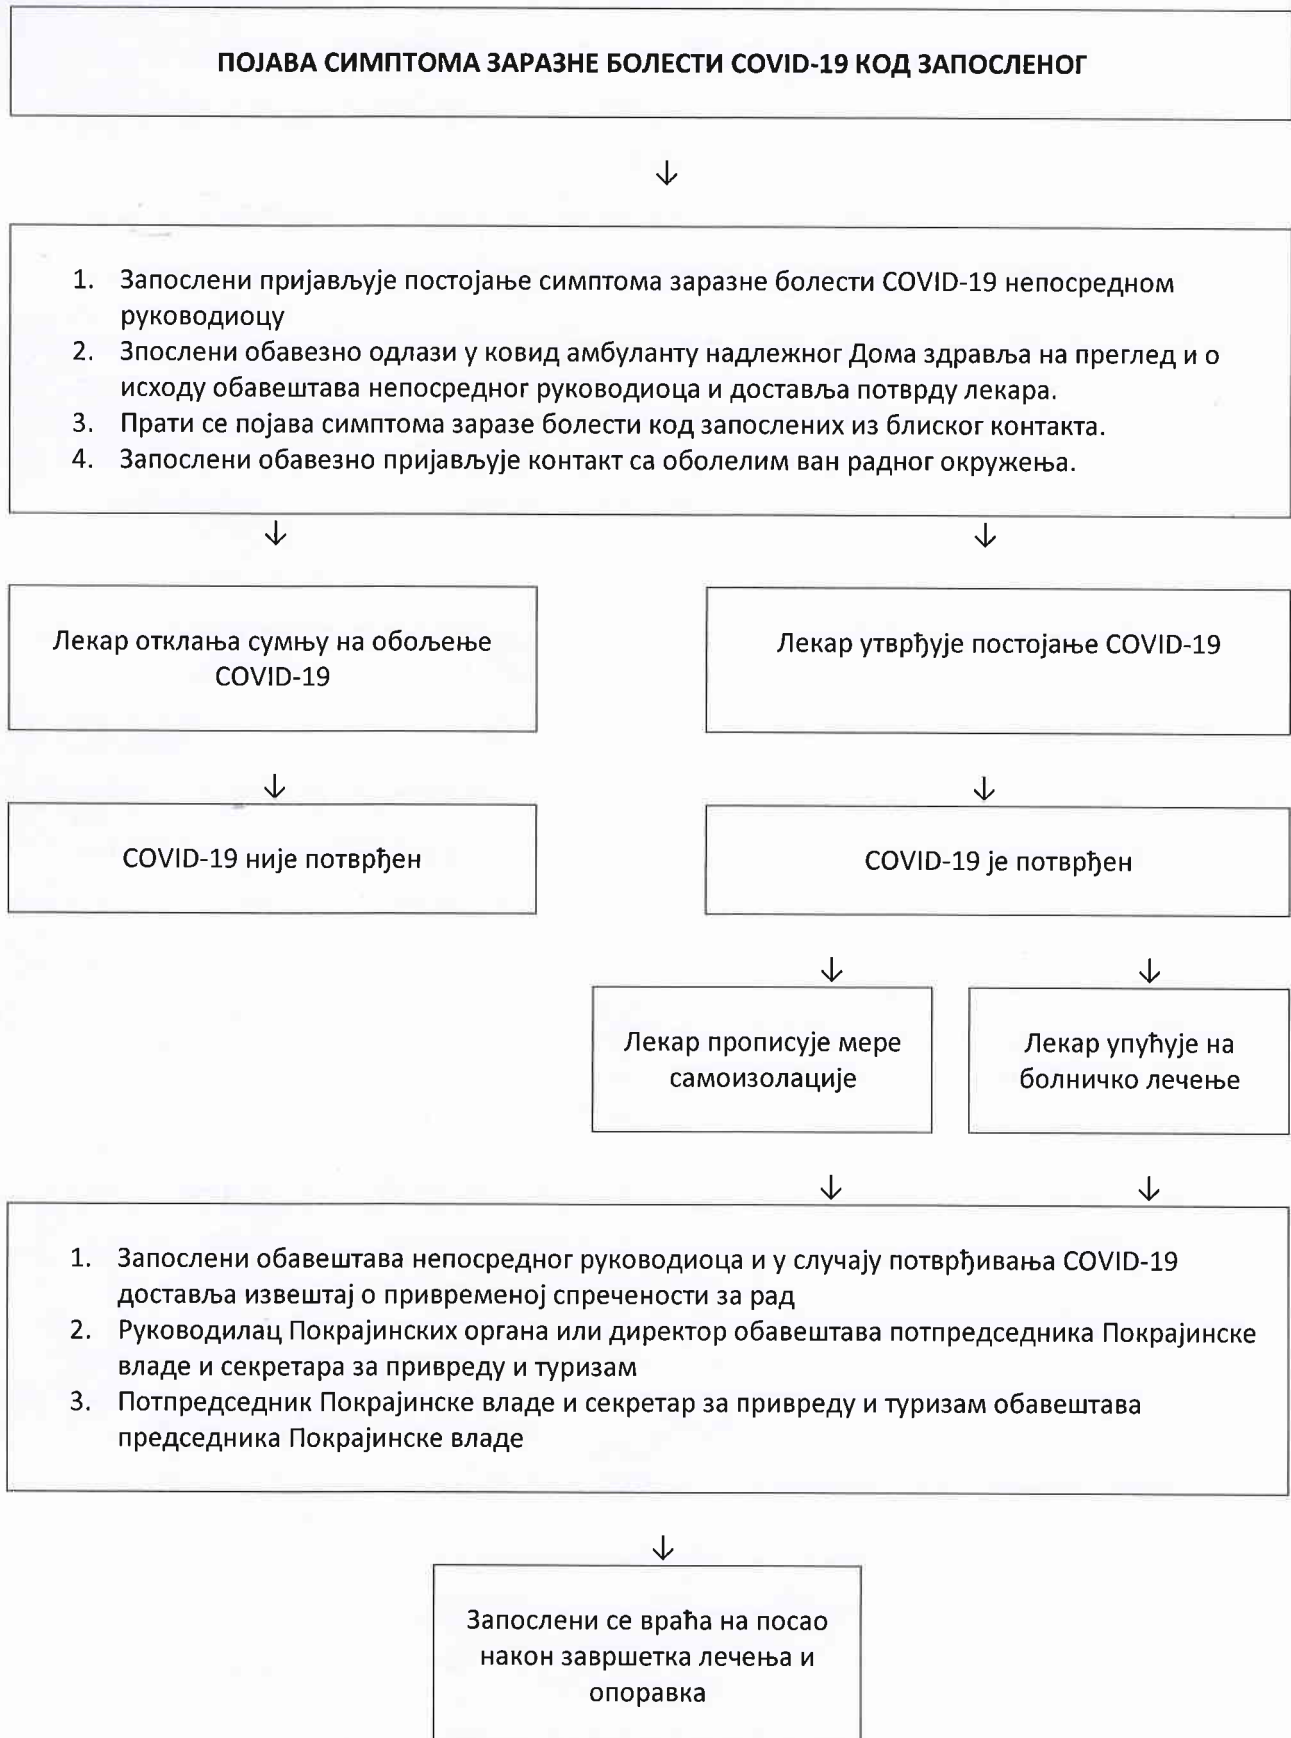 ПОЈАВА СИМПТОМА ЗАРАЗНЕ БОЛЕСТИ COVID-19 КОД ЗАПОСЛЕНОГ
↓
1. Запослени пријављује постојање симптома заразне болести COVID-19 непосредном
руководиоцу
2. Зпослени обавезно одлази у ковид амбуланту надлежног Дома здравља на преглед и о
исходу обавештава непосредног руководиоца и доставља потврду лекара.
3. Прати се појава симптома заразе болести код запослених из блиског контакта.
4. Запослени обавезно пријављује контакт са оболелим ван радног окружења.
↓ ↓
Лекар отклања сумњу на обољење
COVID-19
Лекар утврђује постојање COVID-19
↓ ↓
COVID-19 није потврђен
COVID-19 је потврђен
↓ ↓
Лекар прописује мере
самоизолације
Лекар упућује на
болничко лечење
↓ ↓
1. Запослени обавештава непосредног руководиоца и у случају потврђивања COVID-19
доставља извештај о привременој спречености за рад
2. Руководилац Покрајинских органа или директор обавештава потпредседника Покрајинске
владе и секретара за привреду и туризам
3. Потпредседник Покрајинске владе и секретар за привреду и туризам обавештава
председника Покрајинске владе
↓
Запослени се враћа на посао
након завршетка лечења и
опоравка